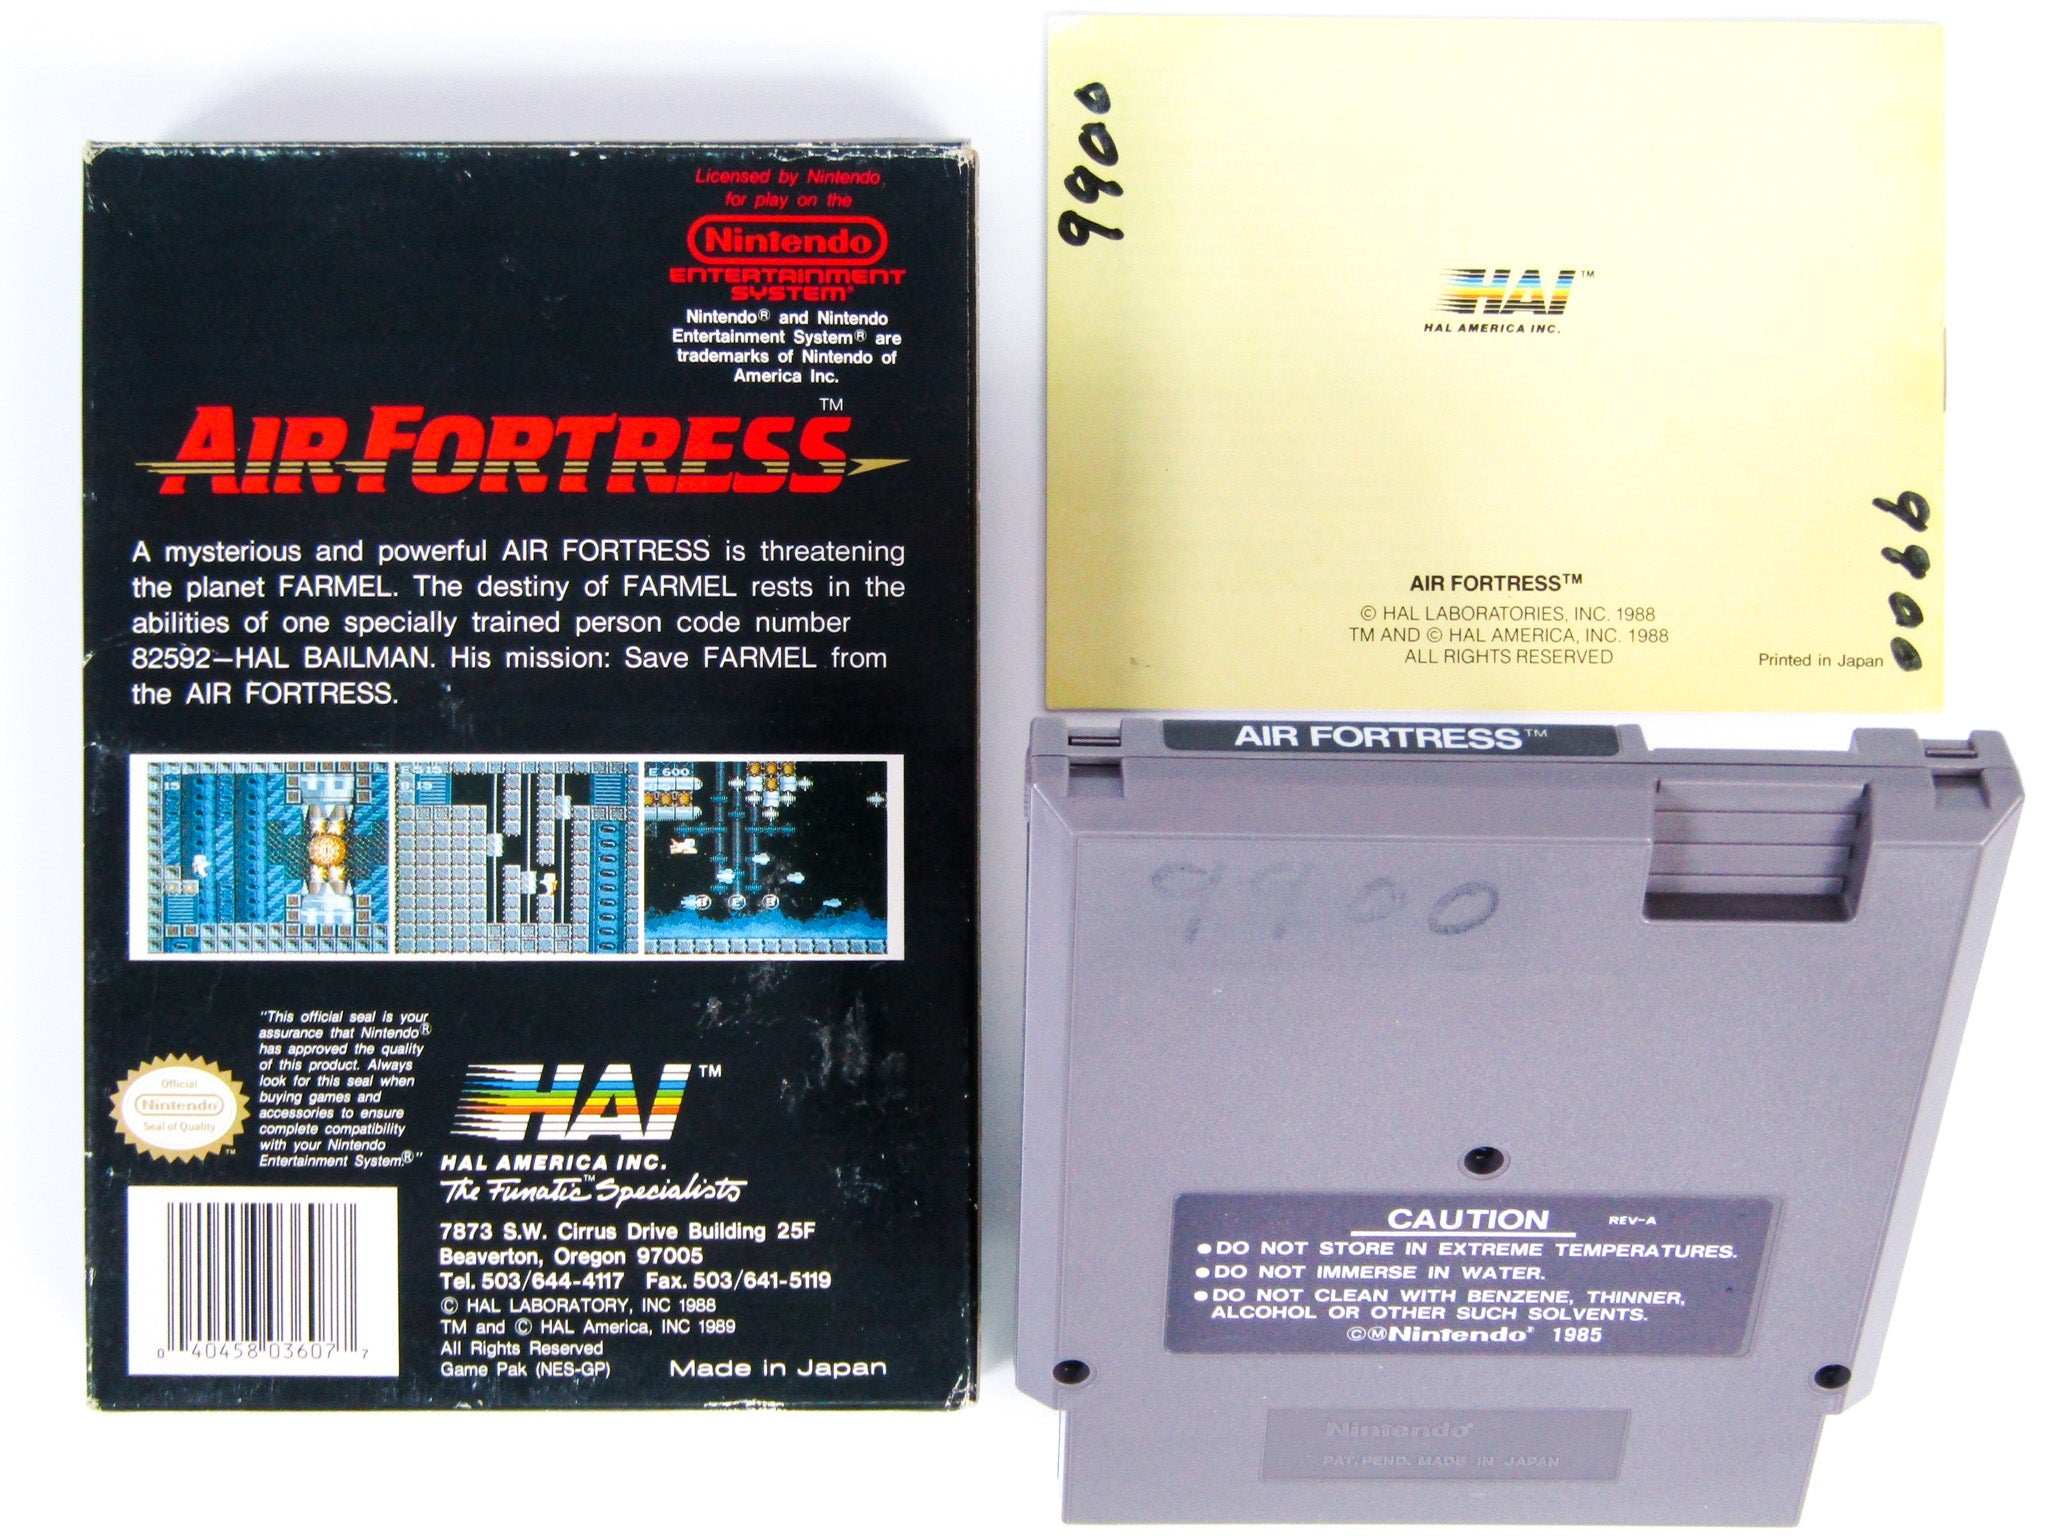 Licensed by Nintendo
for play on the
Nintendo
ENTERTAINMENT
SYSTEM®
Nintendo® and Nintendo
Entertainment System® are
trademarks of Nintendo of
America Inc.
AIR FORTRESS™
A mysterious and powerful AIR FORTRESS is threatening
the planet FARMEL. The destiny of FARMEL rests in the
abilities of one specially trained person code number
82592–HAL BAILMAN. His mission: Save FARMEL from
the AIR FORTRESS.
15
B.15
E 600
B E B
"This official seal is your
assurance that Nintendo®
has approved the quality
of this product. Always
look for this seal when
buying games and
accessories to ensure
complete compatibility
with your Nintendo
Entertainment System.®"
Official
Nintendo
Seal of Quality
™
HAL™
HAL AMERICA INC.
The Funatic™ Specialists
7873 S.W. Cirrus Drive Building 25F
Beaverton, Oregon 97005
Tel. 503/644-4117 Fax. 503/641-5119
© HAL LABORATORY, INC 1988
TM and © HAL America, INC 1989
All Rights Reserved
Game Pak (NES-GP) Made in Japan
0 40458 03607 7
9900
HAL™
HAL AMERICA INC.
9900
AIR FORTRESS™
© HAL LABORATORIES, INC. 1988
TM AND © HAL AMERICA, INC. 1988
ALL RIGHTS RESERVED
Printed in Japan
AIR FORTRESS™
9900
CAUTION REV-A
● DO NOT STORE IN EXTREME TEMPERATURES.
● DO NOT IMMERSE IN WATER.
● DO NOT CLEAN WITH BENZENE, THINNER,
ALCOHOL OR OTHER SUCH SOLVENTS.
©Ⓜ Nintendo® 1985
Nintendo®
PAT. PEND. MADE IN JAPAN